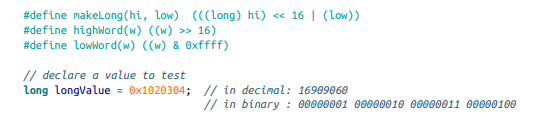 #define makeLong(hi, low)  (((long) hi) << 16 | (low))
#define highWord(w) ((w) >> 16)
#define lowWord(w) ((w) & 0xffff)
// declare a value to test
long longValue = 0x1020304;  // in decimal: 16909060
// in binary : 00000001 00000010 00000011 00000100